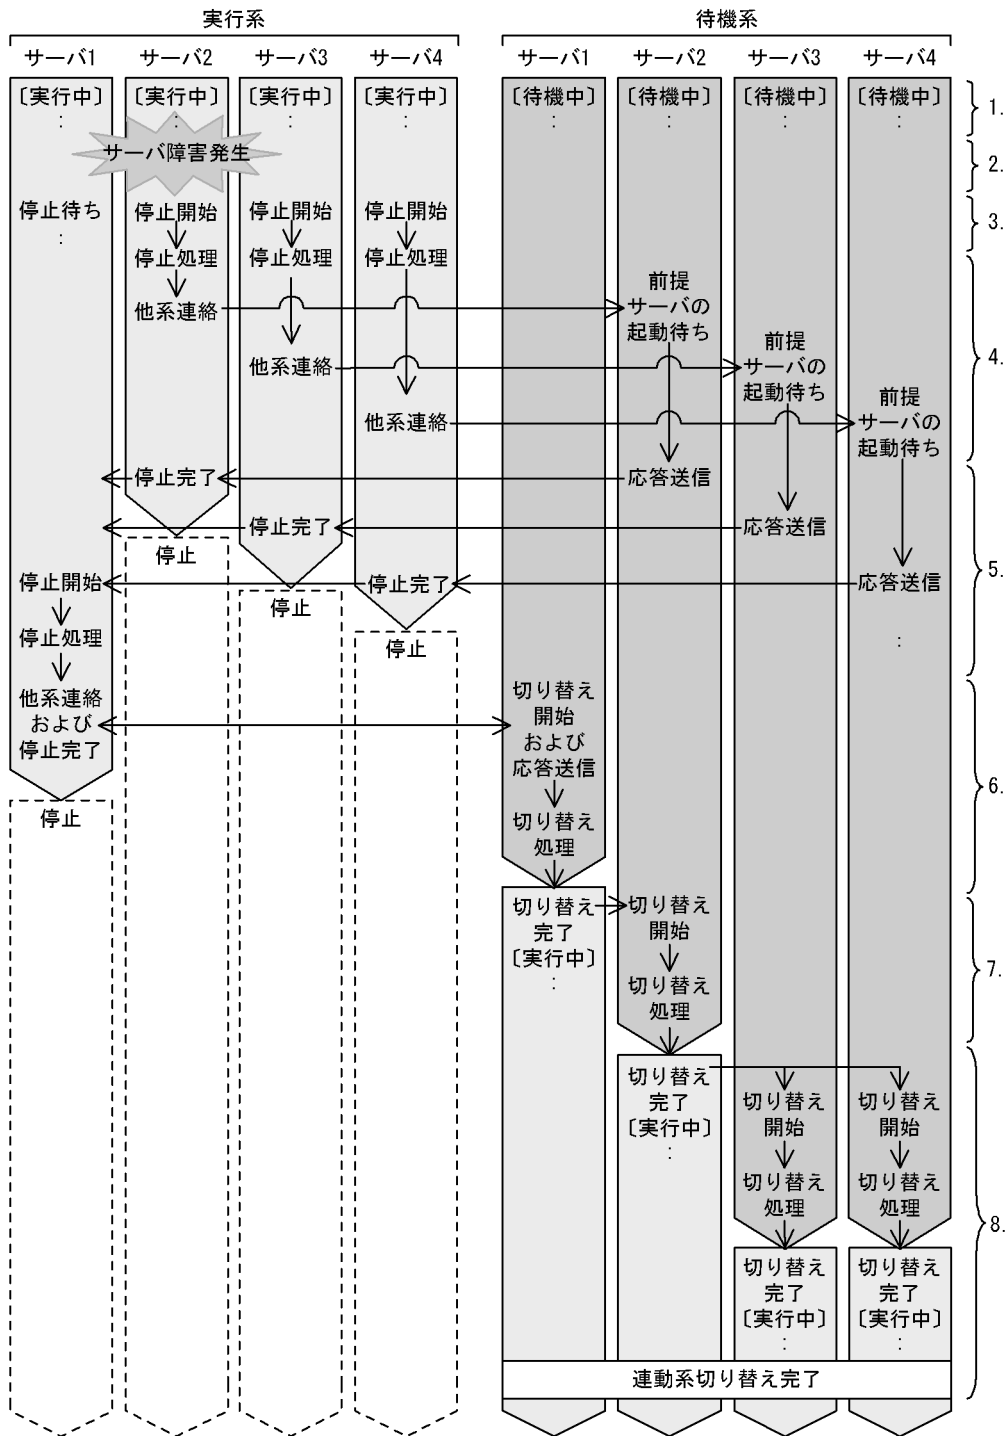 実行系
待機系
サーバ1
サーバ2
サーバ3
サーバ4
サーバ1
サーバ2
サーバ3
サーバ4
〔実行中〕
〔実行中〕
〔実行中〕
〔実行中〕
〔待機中〕
〔待機中〕
〔待機中〕
〔待機中〕
:
:
:
:
:
:
:
:
1.
サーバ障害発生
2.
停止待ち
:
停止開始
停止開始
停止開始
3.
停止処理
停止処理
停止処理
他系連絡
前提
サーバの
起動待ち
他系連絡
前提
サーバの
起動待ち
4.
他系連絡
前提
サーバの
起動待ち
停止完了
応答送信
停止
停止完了
応答送信
停止
5.
停止開始
停止完了
応答送信
停止
:
停止処理
他系連絡
および
停止完了
停止
切り替え
開始
および
応答送信
切り替え
処理
6.
切り替え
完了
〔実行中〕
:
切り替え
開始
切り替え
処理
7.
切り替え
完了
〔実行中〕
:
切り替え
開始
切り替え
処理
切り替え
開始
切り替え
処理
8.
切り替え
完了
〔実行中〕
:
切り替え
完了
〔実行中〕
:
連動系切り替え完了